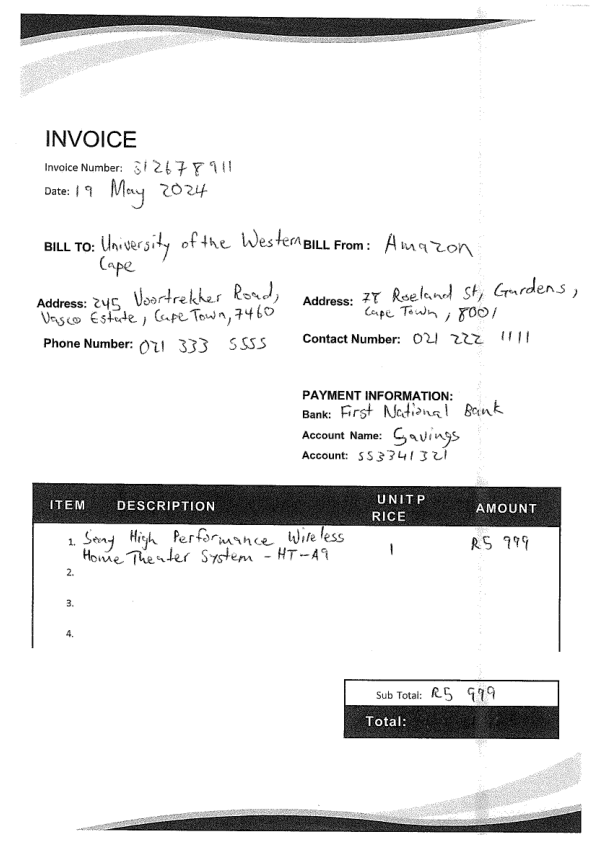 INVOICE
Invoice Number: 312678911
Date: 19 May 2024
BILL TO: University of the Western
Cape
BILL From: Amazon
Address: 245 Voortrekker Road,
Vasco Estate, Cape Town, 7460
Address: 78 Roseland St, Gardens,
Cape Town, 8001
Phone Number: 021 333 5555
Contact Number: 021 222 1111
PAYMENT INFORMATION:
Bank: First National Bank
Account Name: Savings
Account: 553341321
ITEM DESCRIPTION UNITP
RICE AMOUNT
1. Sony High Performance Wireless
Home Theater System - HT-A9 1 R5 999
2.
3.
4.
Sub Total: R5 999
Total: